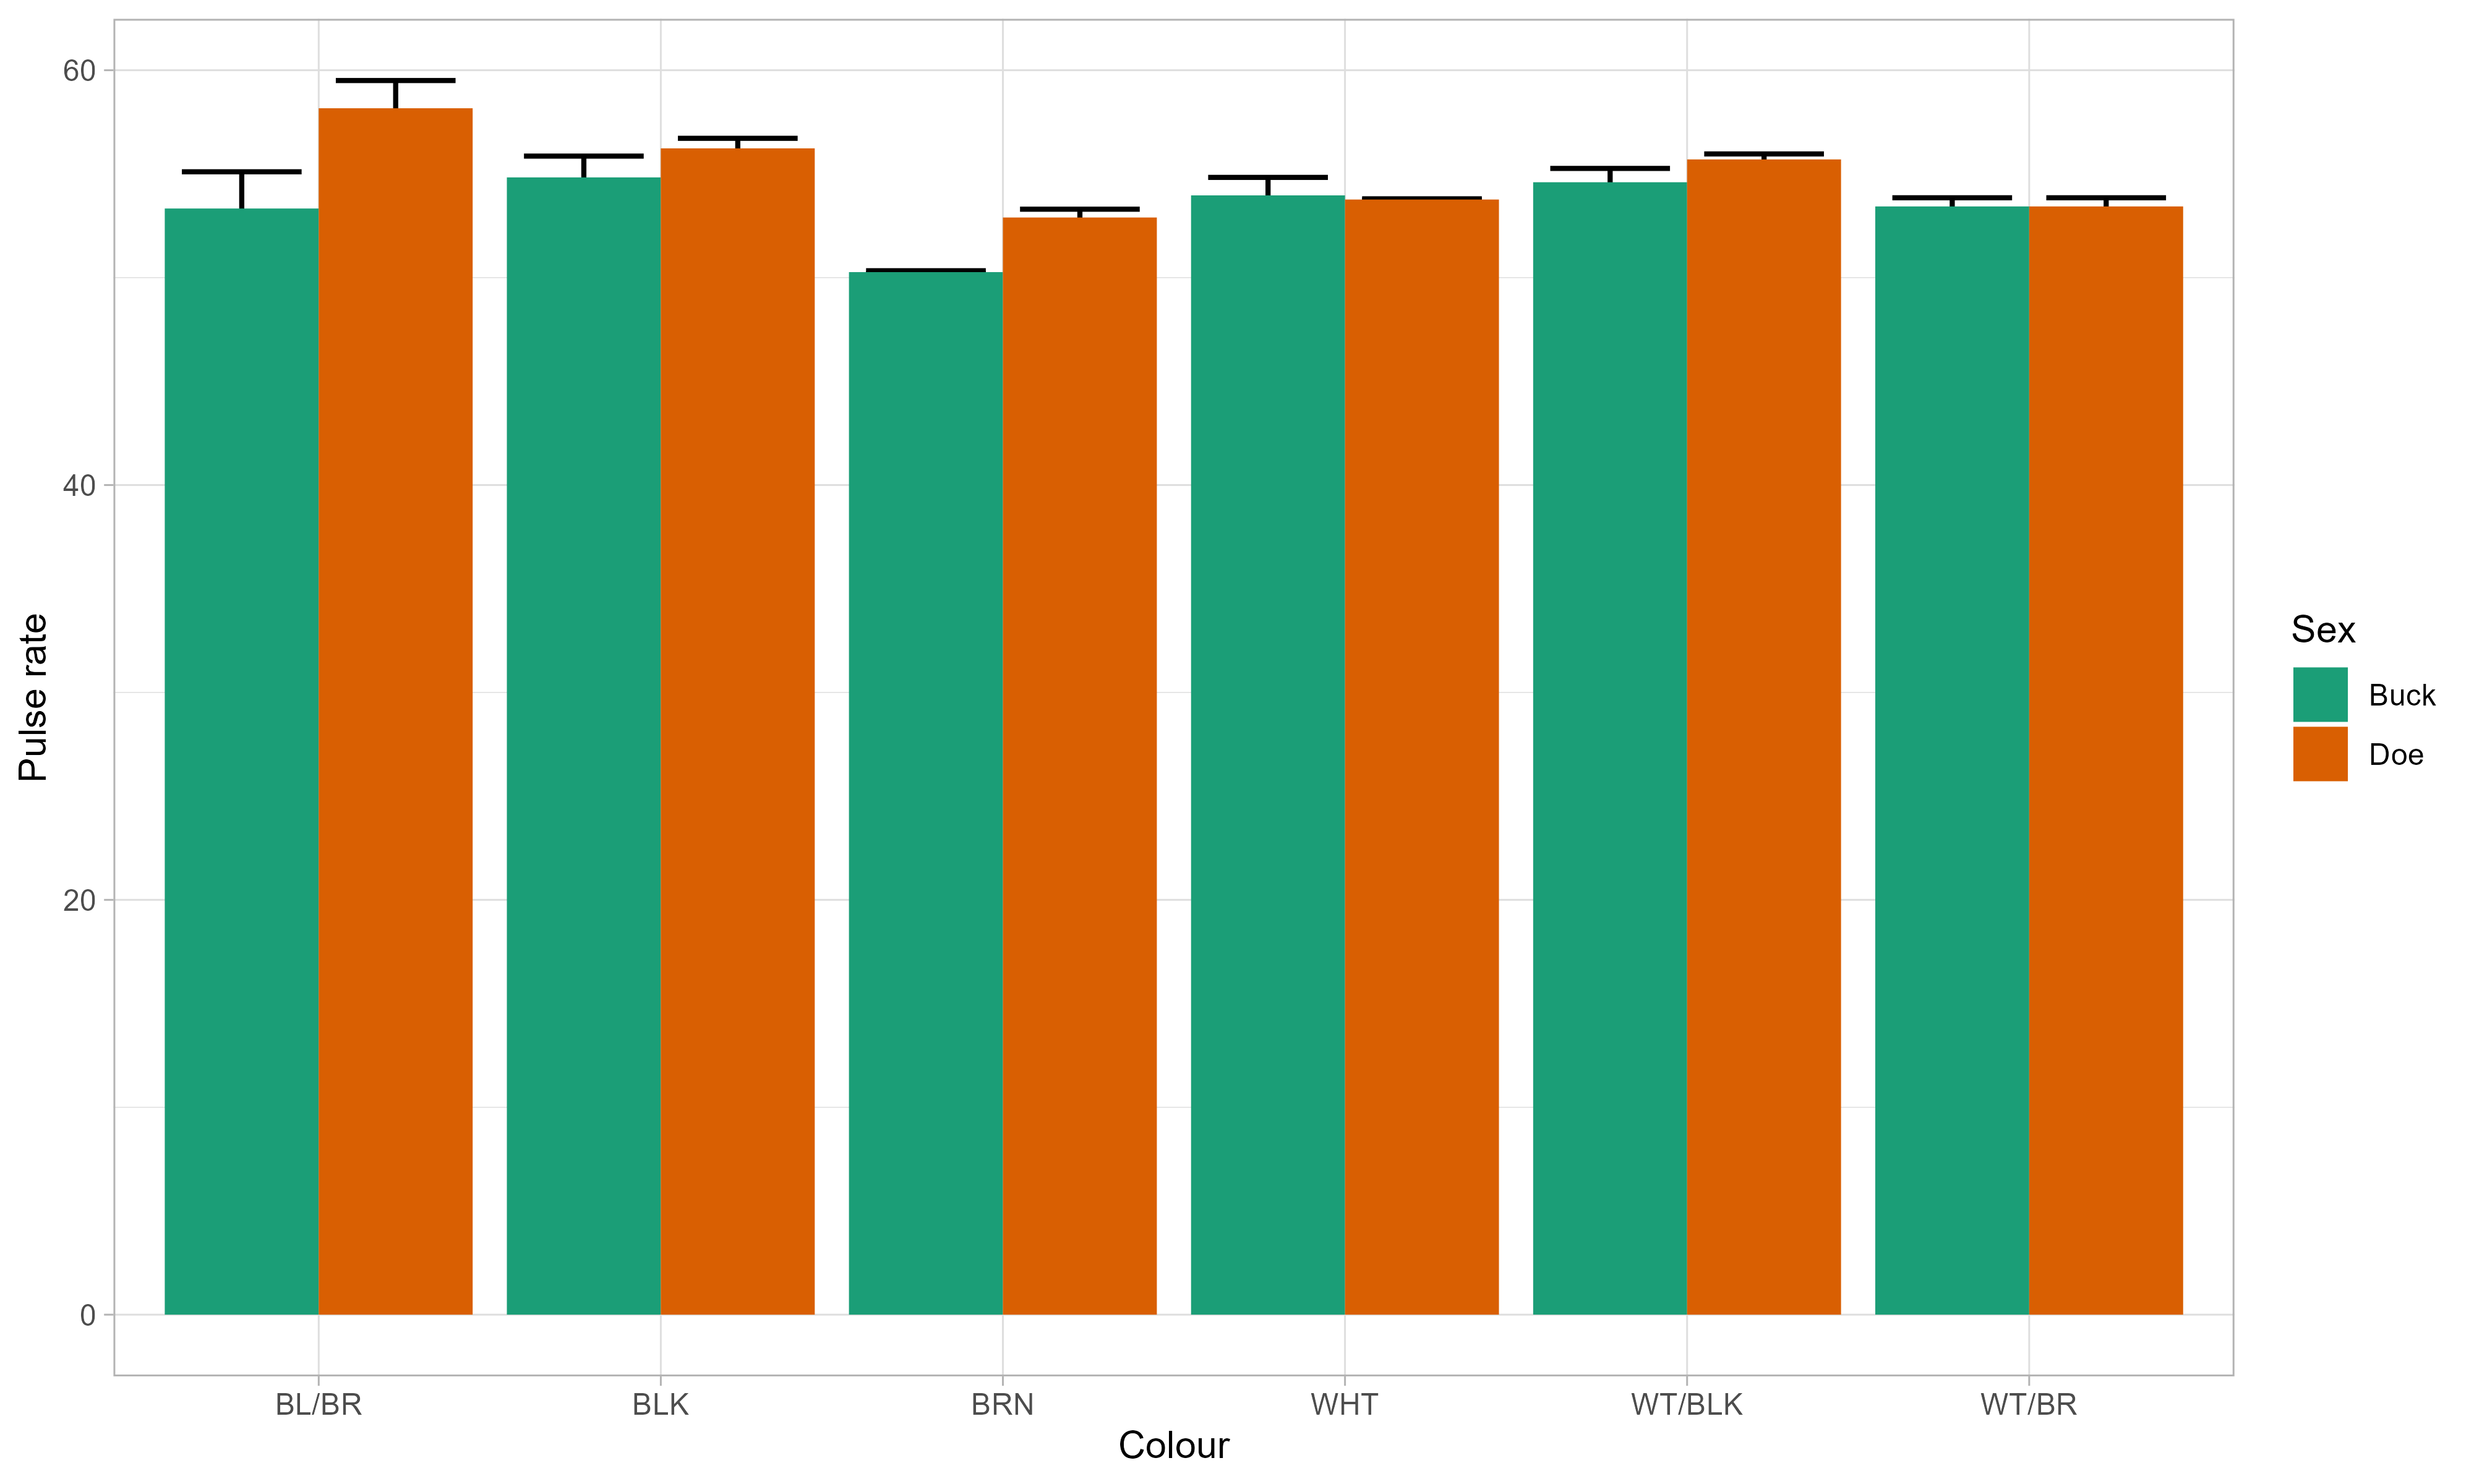 60
40
20
0
Pulse rate
BL/BR
BLK
BRN
WHT
WT/BLK
WT/BR
Colour
Sex
Buck
Doe